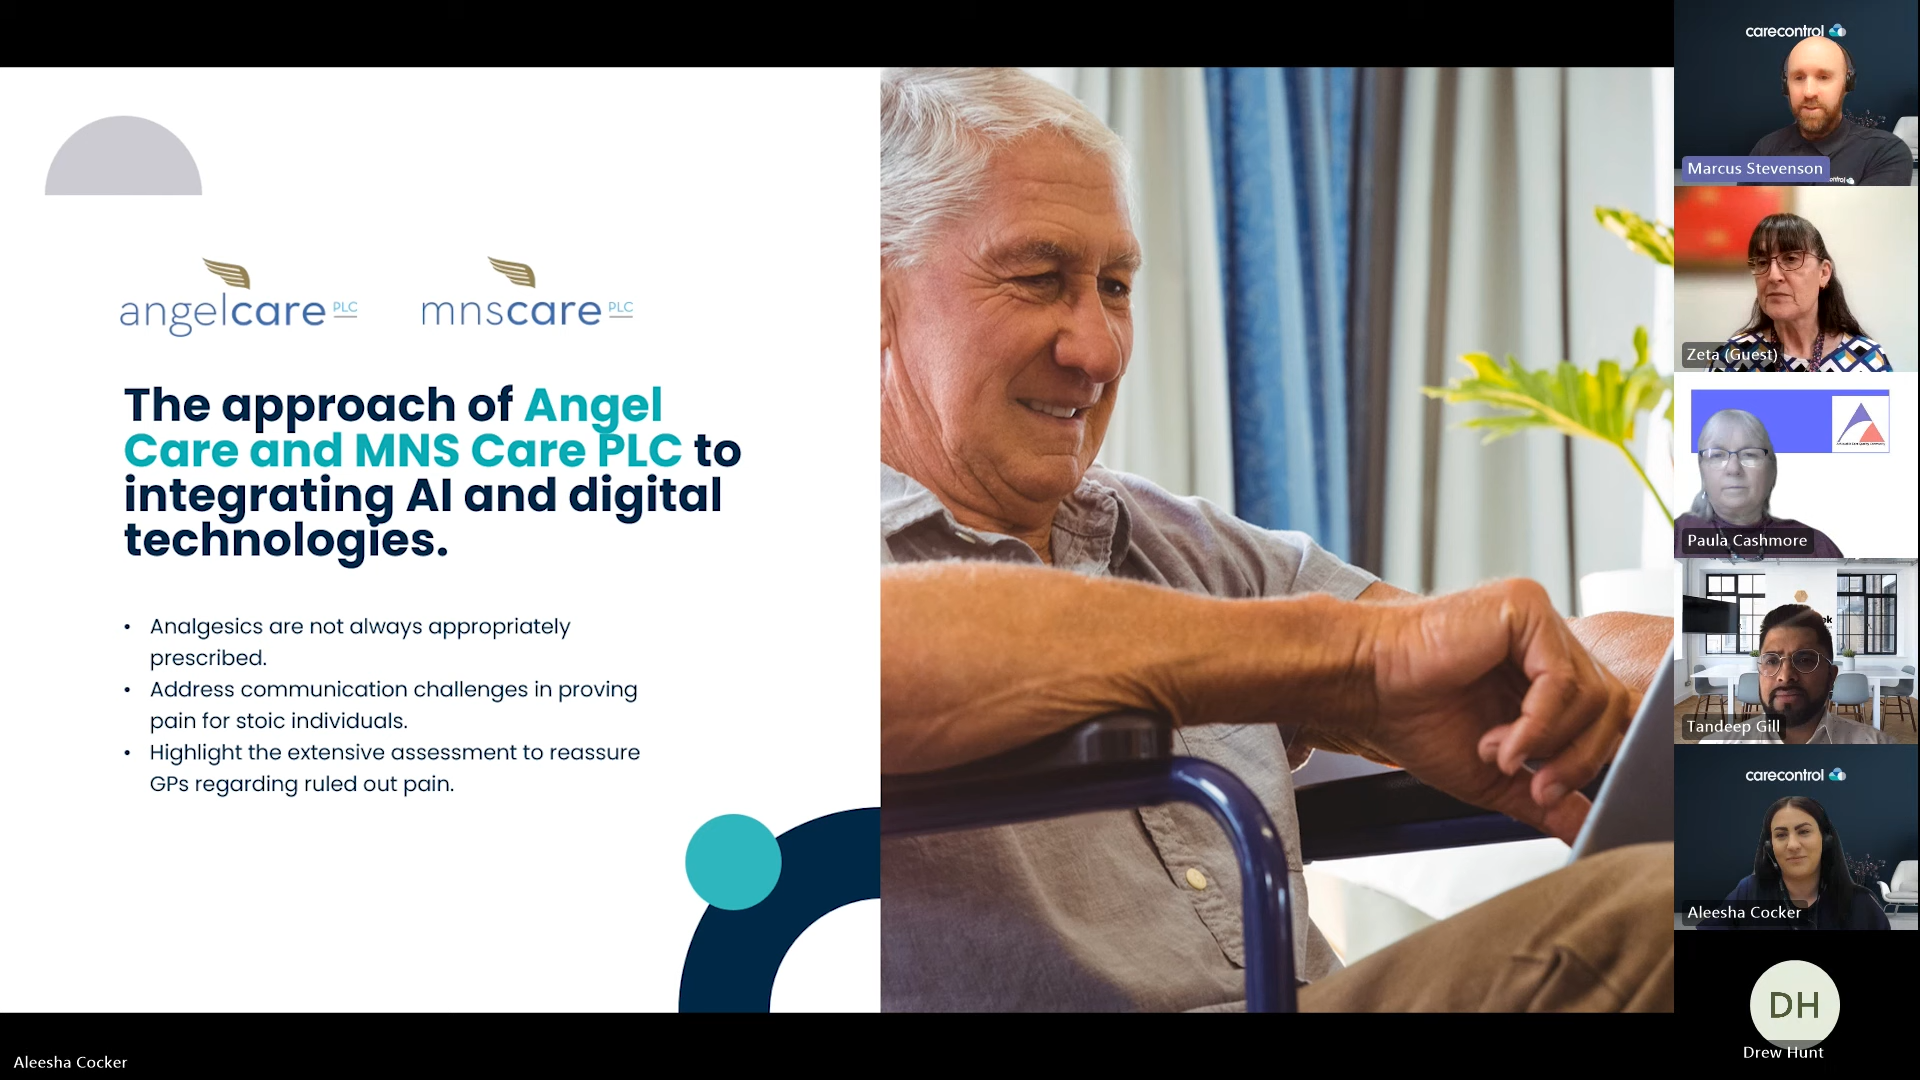 angelcare PLC
mnscare PLC
The approach of Angel
Care and MNS Care PLC to
integrating AI and digital
technologies.
• Analgesics are not always appropriately
prescribed.
• Address communication challenges in proving
pain for stoic individuals.
• Highlight the extensive assessment to reassure
GPs regarding ruled out pain.
Aleesha Cocker
carecontrol
Marcus Stevenson
Zeta (Guest)
Paula Cashmore
Tandeep Gill
carecontrol
Aleesha Cocker
DH
Drew Hunt